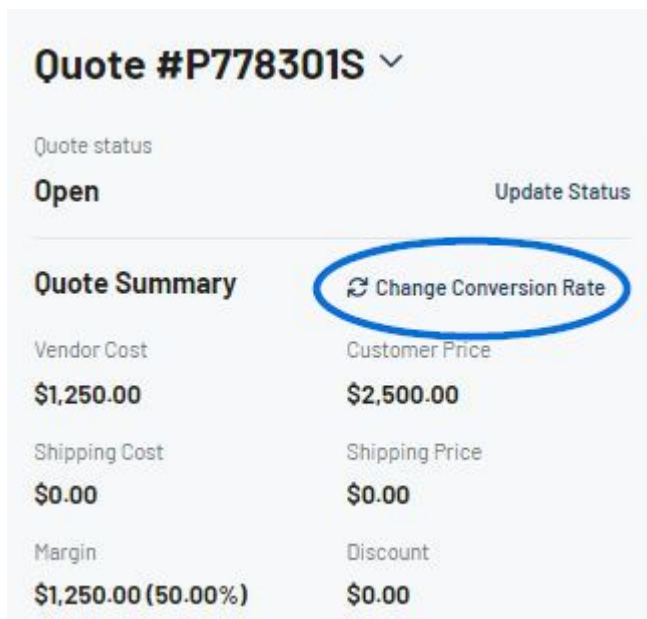 Quote #P778301S
Quote status
Open Update Status
Quote Summary Change Conversion Rate
Vendor Cost Customer Price
$1,250.00 $2,500.00
Shipping Cost Shipping Price
$0.00 $0.00
Margin Discount
$1,250.00 (50.00%) $0.00